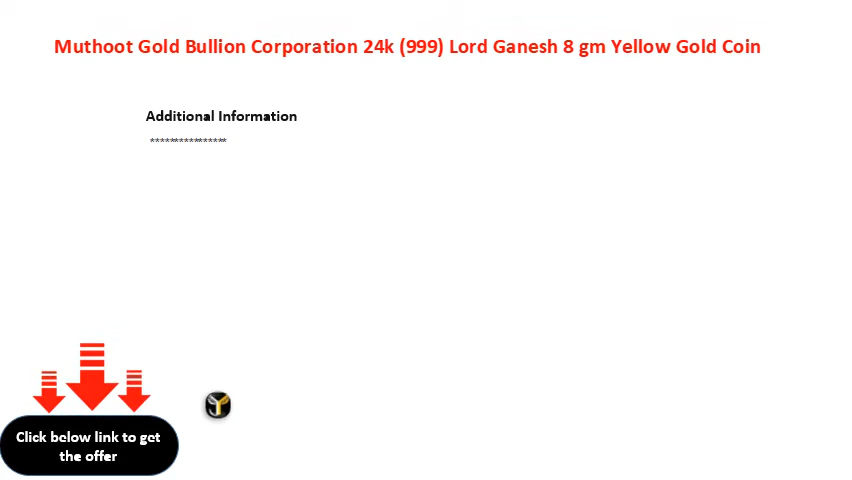 Muthoot Gold Bullion Corporation 24k (999) Lord Ganesh 8 gm Yellow Gold Coin
Additional Information
****************
Click below link to get
the offer